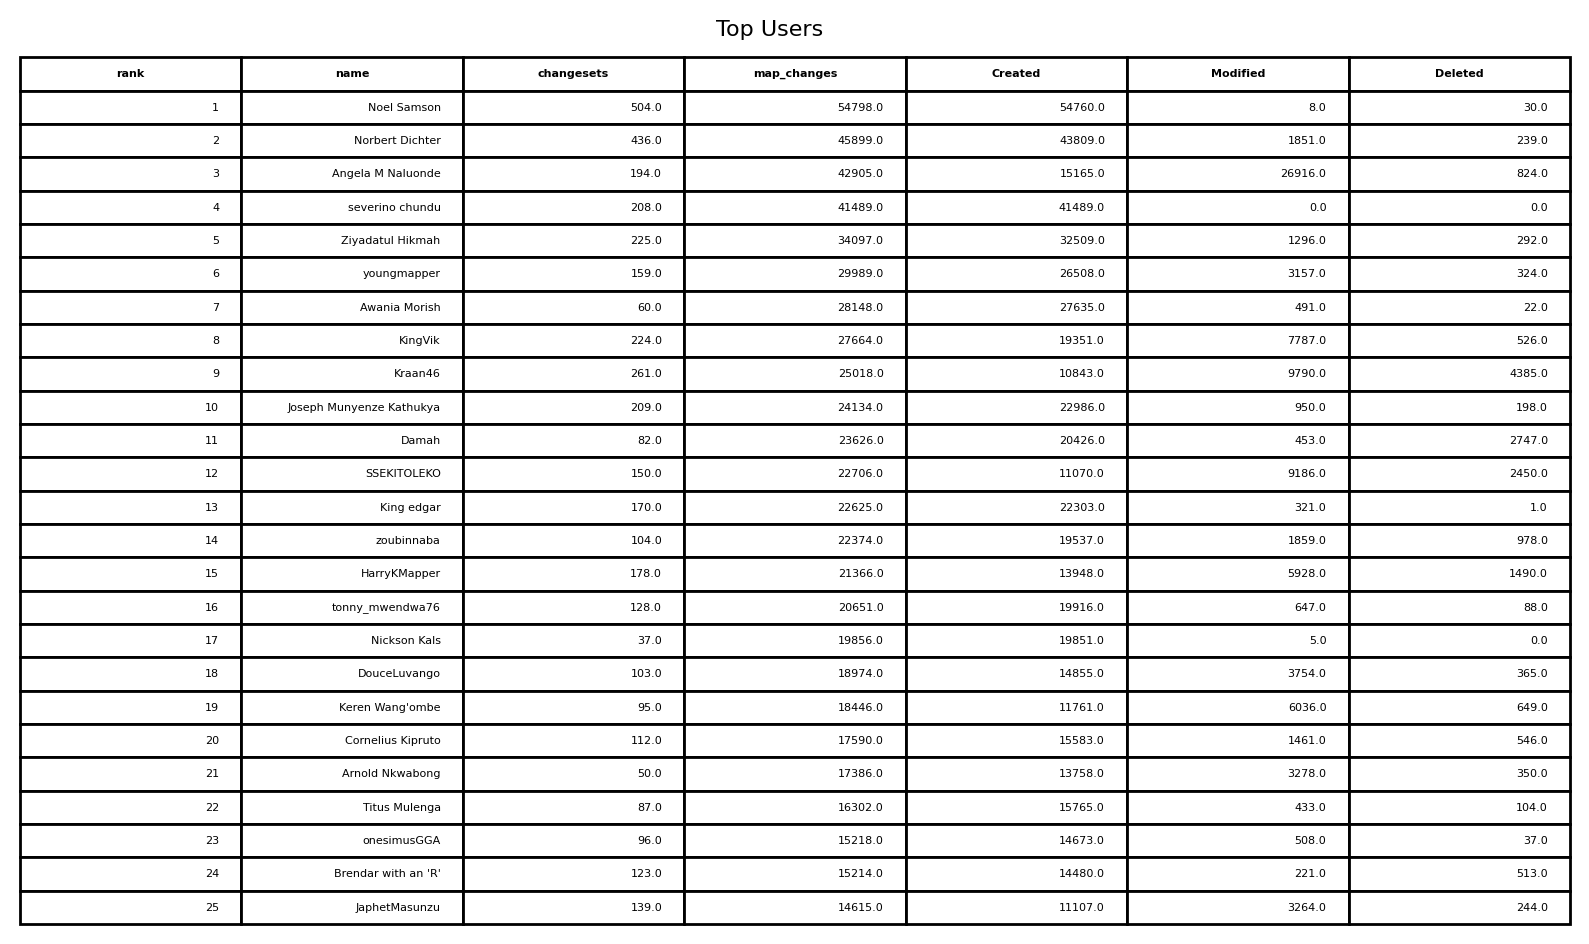 Top Users
rank name changesets map_changes Created Modified Deleted
1 Noel Samson 504.0 54798.0 54760.0 8.0 30.0
2 Norbert Dichter 436.0 45899.0 43809.0 1851.0 239.0
3 Angela M Naluonde 194.0 42905.0 15165.0 26916.0 824.0
4 severino chundu 208.0 41489.0 41489.0 0.0 0.0
5 Ziyadatul Hikmah 225.0 34097.0 32509.0 1296.0 292.0
6 youngmapper 159.0 29989.0 26508.0 3157.0 324.0
7 Awania Morish 60.0 28148.0 27635.0 491.0 22.0
8 KingVik 224.0 27664.0 19351.0 7787.0 526.0
9 Kraan46 261.0 25018.0 10843.0 9790.0 4385.0
10 Joseph Munyenze Kathukya 209.0 24134.0 22986.0 950.0 198.0
11 Damah 82.0 23626.0 20426.0 453.0 2747.0
12 SSEKITOLEKO 150.0 22706.0 11070.0 9186.0 2450.0
13 King edgar 170.0 22625.0 22303.0 321.0 1.0
14 zoubinnaba 104.0 22374.0 19537.0 1859.0 978.0
15 HarryKMapper 178.0 21366.0 13948.0 5928.0 1490.0
16 tonny_mwendwa76 128.0 20651.0 19916.0 647.0 88.0
17 Nickson Kals 37.0 19856.0 19851.0 5.0 0.0
18 DouceLuvango 103.0 18974.0 14855.0 3754.0 365.0
19 Keren Wang'ombe 95.0 18446.0 11761.0 6036.0 649.0
20 Cornelius Kipruto 112.0 17590.0 15583.0 1461.0 546.0
21 Arnold Nkwabong 50.0 17386.0 13758.0 3278.0 350.0
22 Titus Mulenga 87.0 16302.0 15765.0 433.0 104.0
23 onesimusGGA 96.0 15218.0 14673.0 508.0 37.0
24 Brendar with an 'R' 123.0 15214.0 14480.0 221.0 513.0
25 JaphetMasunzu 139.0 14615.0 11107.0 3264.0 244.0